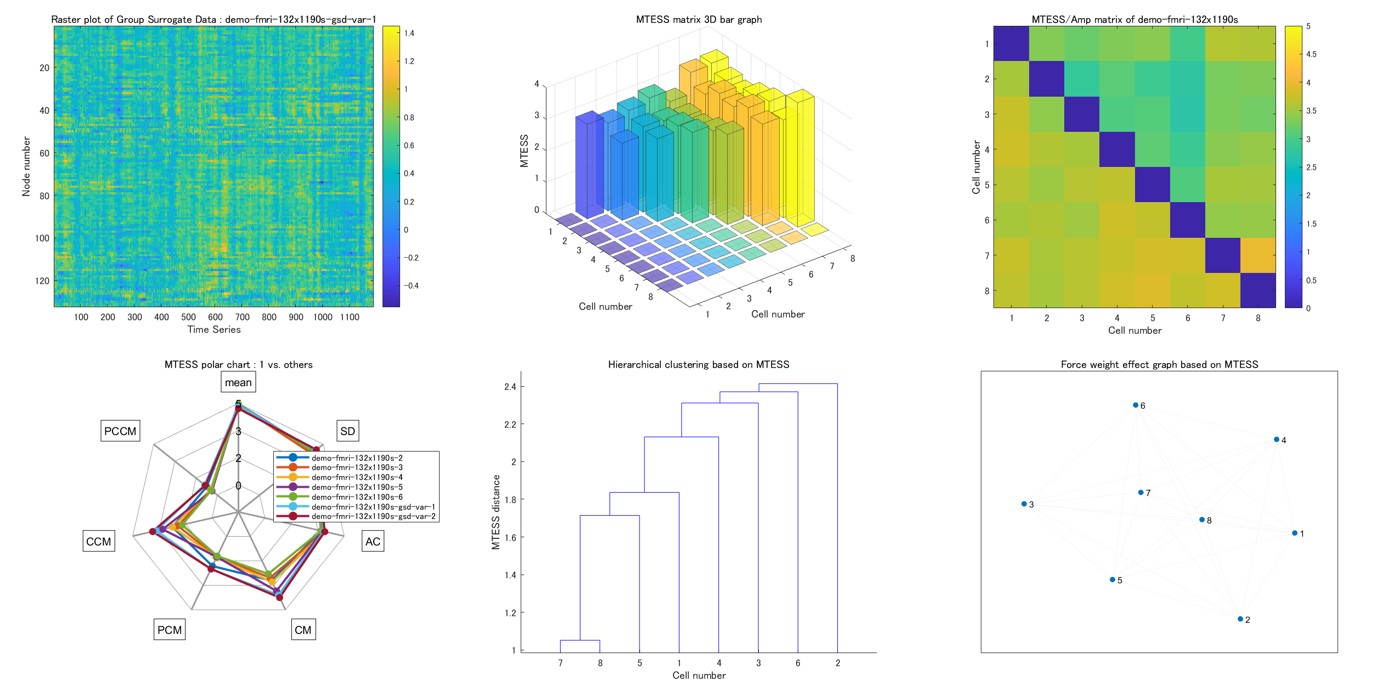 Raster plot of Group Surrogate Data : demo-fmri-132x1190s-gsd-var-1
Node number
20
40
60
80
100
120
100 200 300 400 500 600 700 800 900 1000 1100
Time Series
1.4
1.2
1
0.8
0.6
0.4
0.2
0
−0.2
−0.4
MTESS matrix 3D bar graph
MTESS
4
3
2
1
0
1
2
3
4
5
6
7
8
Cell number
1
2
3
4
5
6
7
8
Cell number
MTESS/Amp matrix of demo-fmri-132x1190s
Cell number
1
2
3
4
5
6
7
8
1 2 3 4 5 6 7 8
Cell number
5
4.5
4
3.5
3
2.5
2
1.5
1
0.5
0
MTESS polar chart : 1 vs. others
mean
SD
AC
CM
PCM
CCM
PCCM
5
3
2
0
demo-fmri-132x1190s-2
demo-fmri-132x1190s-3
demo-fmri-132x1190s-4
demo-fmri-132x1190s-5
demo-fmri-132x1190s-6
demo-fmri-132x1190s-gsd-var-1
demo-fmri-132x1190s-gsd-var-2
Hierarchical clustering based on MTESS
MTESS distance
2.4
2.2
2
1.8
1.6
1.4
1.2
1
7 8 5 1 4 3 6 2
Cell number
Force weight effect graph based on MTESS
6
4
7
3
8
1
5
2